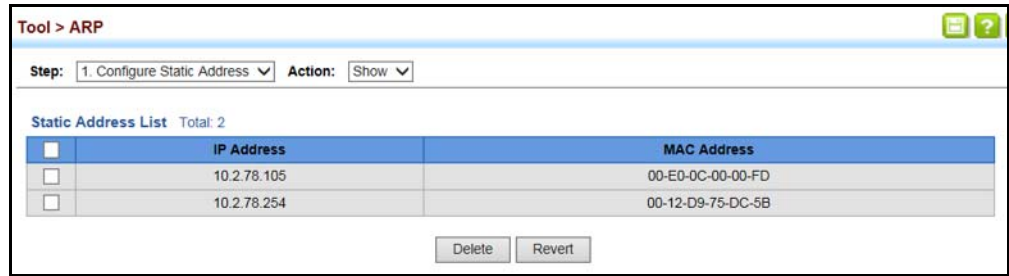 Tool > ARP
?
Step: 1. Configure Static Address Action: Show
Static Address List Total: 2
IP Address MAC Address
10.2.78.105 00-E0-0C-00-00-FD
10.2.78.254 00-12-D9-75-DC-5B
Delete Revert